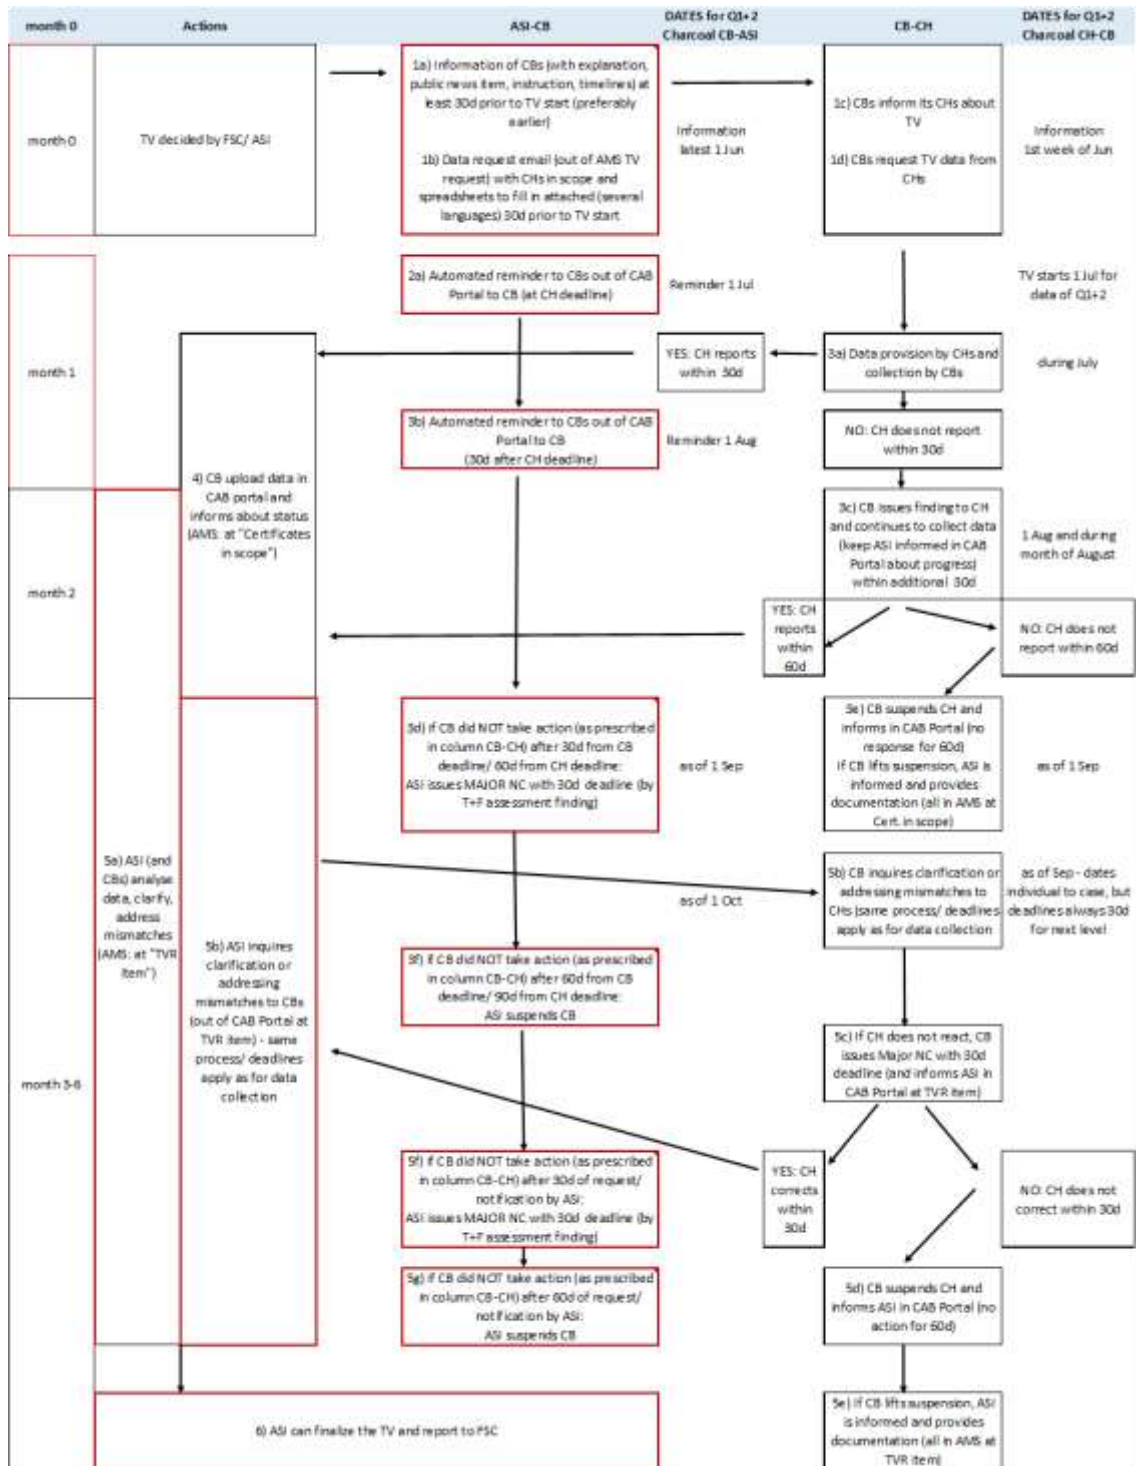 month 0
Actions
ASI-CB
DATES for Q1+2
Charcoal CB-ASI
CB-CH
DATES for Q1+2
Charcoal CH-CB
month 0
TV decided by FSC/ ASI
1a) Information of CBs (with explanation,
public news item, instruction, timelines) at
least 30d prior to TV start (preferably
earlier)
1b) Data request email (out of AMS TV
request) with CHs in scope and
spreadsheets to fill in attached (several
languages) 30d prior to TV start
Information
latest 1 Jun
1c) CBs inform its CHs about
TV
1d) CBs request TV data from
CHs
Information
1st week of Jun
month 1
2a) Automated reminder to CBs out of CAB
Portal to CB (at CH deadline)
Reminder 1 Jul
TV starts 1 Jul for
data of Q1+2
YES: CH reports
within 30d
3a) Data provision by CHs and
collection by CBs
during July
3b) Automated reminder to CBs out of CAB
Portal to CB
(30d after CH deadline)
Reminder 1 Aug
NO: CH does not report
within 30d
4) CB upload data in
CAB portal and
informs about status
(AMS: at "Certificates
in scope")
month 2
3c) CB issues finding to CH
and continues to collect data
(keep ASI informed in CAB
Portal about progress)
within additional 30d
1 Aug and during
month of August
YES: CH
reports
within
60d
NO: CH does not
report within 60d
3d) if CB did NOT take action (as prescribed
in column CB-CH) after 30d from CB
deadline/ 60d from CH deadline:
ASI issues MAJOR NC with 30d deadline (by
T+F assessment finding)
as of 1 Sep
3e) CB suspends CH and
informs in CAB Portal (no
response for 60d)
If CB lifts suspension, ASI is
informed and provides
documentation (all in AMS at
Cert. in scope)
as of 1 Sep
month 3-6
5a) ASI (and
CBs) analyse
data, clarify,
address
mismatches
(AMS: at "TVR
item")
5b) ASI inquires
clarification or
addressing
mismatches to CBs
(out of CAB Portal at
TVR item) - same
process/ deadlines
apply as for data
collection
as of 1 Oct
5b) CB inquires clarification or
addressing mismatches to
CHs (same process/ deadlines
apply as for data collection
as of Sep - dates
individual to case, but
deadlines always 30d
for next level
3f) if CB did NOT take action (as prescribed
in column CB-CH) after 60d from CB
deadline/ 90d from CH deadline:
ASI suspends CB
5c) If CH does not react, CB
issues Major NC with 30d
deadline (and informs ASI in
CAB Portal at TVR item)
5f) if CB did NOT take action (as prescribed
in column CB-CH) after 30d of request/
notification by ASI:
ASI issues MAJOR NC with 30d deadline (by
T+F assessment finding)
YES: CH
corrects
within
30d
NO: CH does not
correct within 30d
5g) if CB did NOT take action (as prescribed
in column CB-CH) after 60d of request/
notification by ASI:
ASI suspends CB
5d) CB suspends CH and
informs ASI in CAB Portal (no
action for 60d)
6) ASI can finalize the TV and report to FSC
5e) If CB lifts suspension, ASI
is informed and provides
documentation (all in AMS at
TVR item)